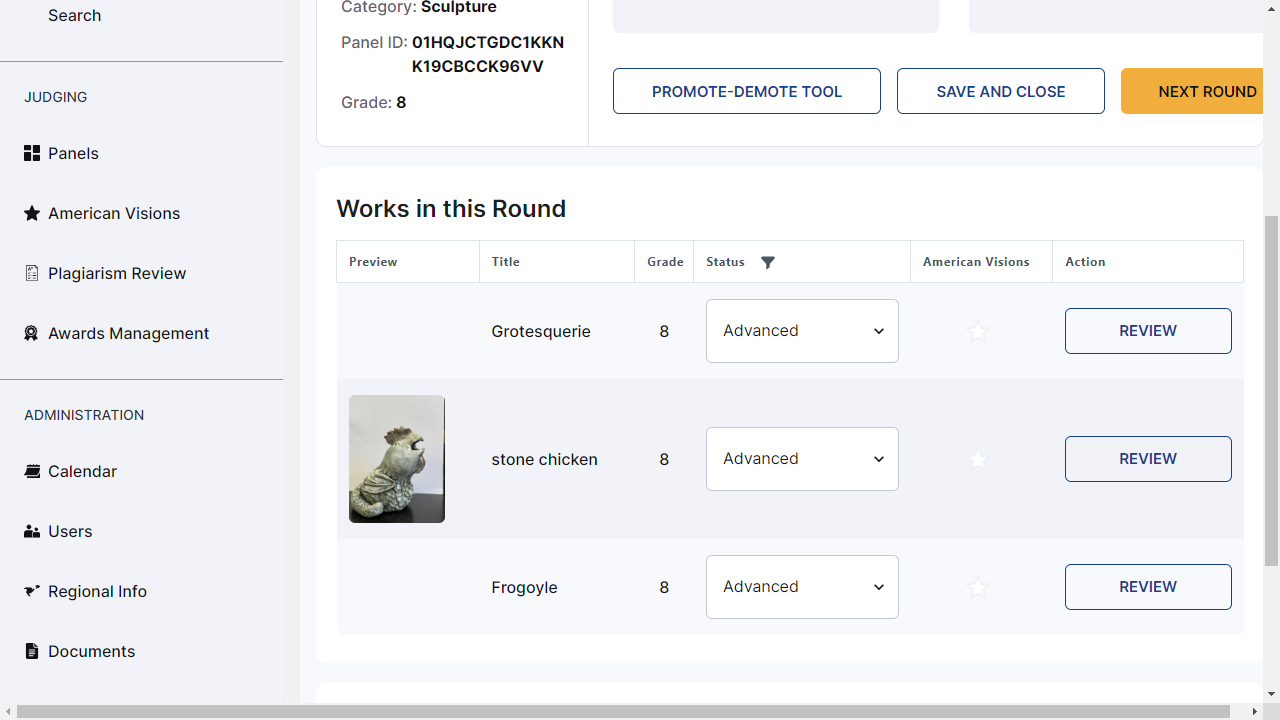 Search
JUDGING
Panels
American Visions
Plagiarism Review
Awards Management
ADMINISTRATION
Calendar
Users
Regional Info
Documents
Category: Sculpture
Panel ID: 01HQJCTGDC1KKN
K19CBCCK96VV
Grade: 8
PROMOTE-DEMOTE TOOL
SAVE AND CLOSE
NEXT ROUND
Works in this Round
Preview Title Grade Status American Visions Action
Grotesquerie 8 Advanced REVIEW
stone chicken 8 Advanced REVIEW
Frogoyle 8 Advanced REVIEW